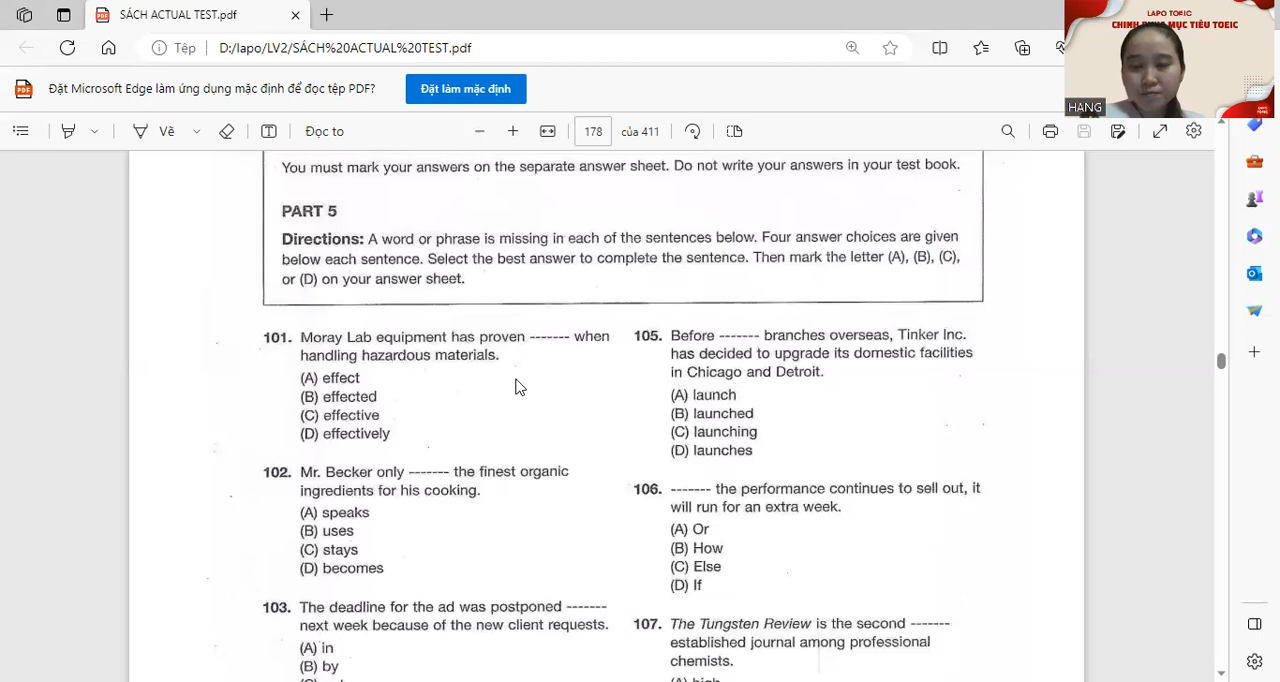 SÁCH ACTUAL TEST.pdf
Tệp
D:/lapo/LV2/SÁCH%20ACTUAL%20TEST.pdf
LAPO TOEIC
HANG
Đặt Microsoft Edge làm ứng dụng mặc định để đọc tệp PDF?
Đặt làm mặc định
Vẽ
Đọc to
178
của 411
You must mark your answers on the separate answer sheet. Do not write your answers in your test book.
PART 5
Directions: A word or phrase is missing in each of the sentences below. Four answer choices are given
below each sentence. Select the best answer to complete the sentence. Then mark the letter (A), (B), (C),
or (D) on your answer sheet.
101. Moray Lab equipment has proven ------- when
handling hazardous materials.
(A) effect
(B) effected
(C) effective
(D) effectively
102. Mr. Becker only ------- the finest organic
ingredients for his cooking.
(A) speaks
(B) uses
(C) stays
(D) becomes
103. The deadline for the ad was postponed -------
next week because of the new client requests.
(A) in
(B) by
105. Before ------- branches overseas, Tinker Inc.
has decided to upgrade its domestic facilities
in Chicago and Detroit.
(A) launch
(B) launched
(C) launching
(D) launches
106. ------- the performance continues to sell out, it
will run for an extra week.
(A) Or
(B) How
(C) Else
(D) If
107. The Tungsten Review is the second -------
established journal among professional
chemists.